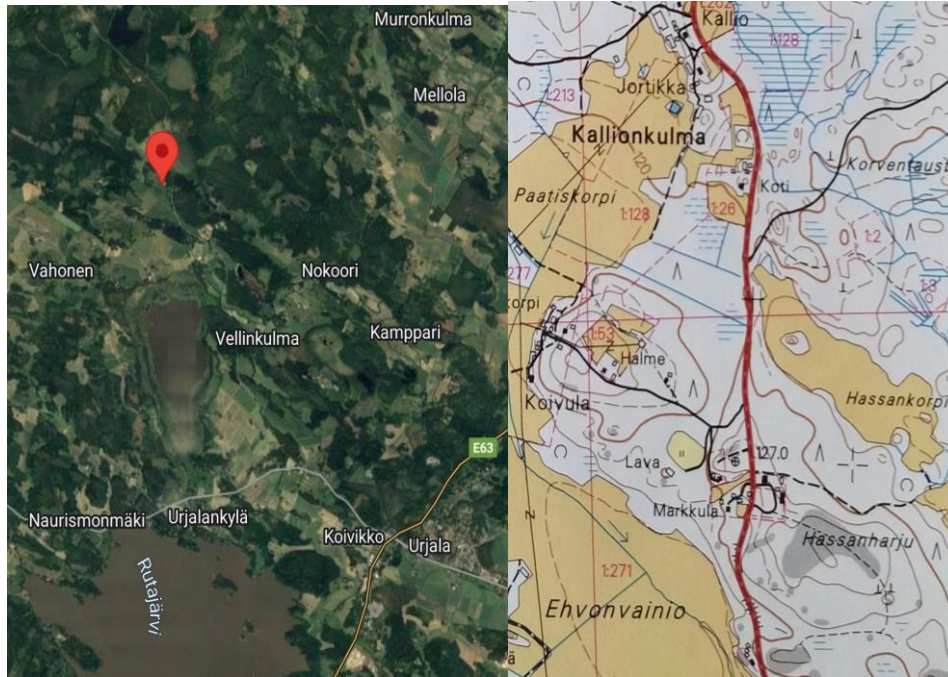 Murronkulma
Mellola
Vahonen
Nokoori
Vellinkulma
Kamppari
E63
Naurismonmäki
Urjalankylä
Koivikko
Urjala
Rutajärvi
Kallio
1:128
Jortikka
1:213
Kallionkulma
120
Korventaust
Koti
Paatiskorpi
1:26
1:128
1:2
277
1:3
korpi
1:53
Halme
Koivula
Hassankorpi
127.0
Lava
Markkula
Hassanharju
1:271
Ehvonvainio
ä